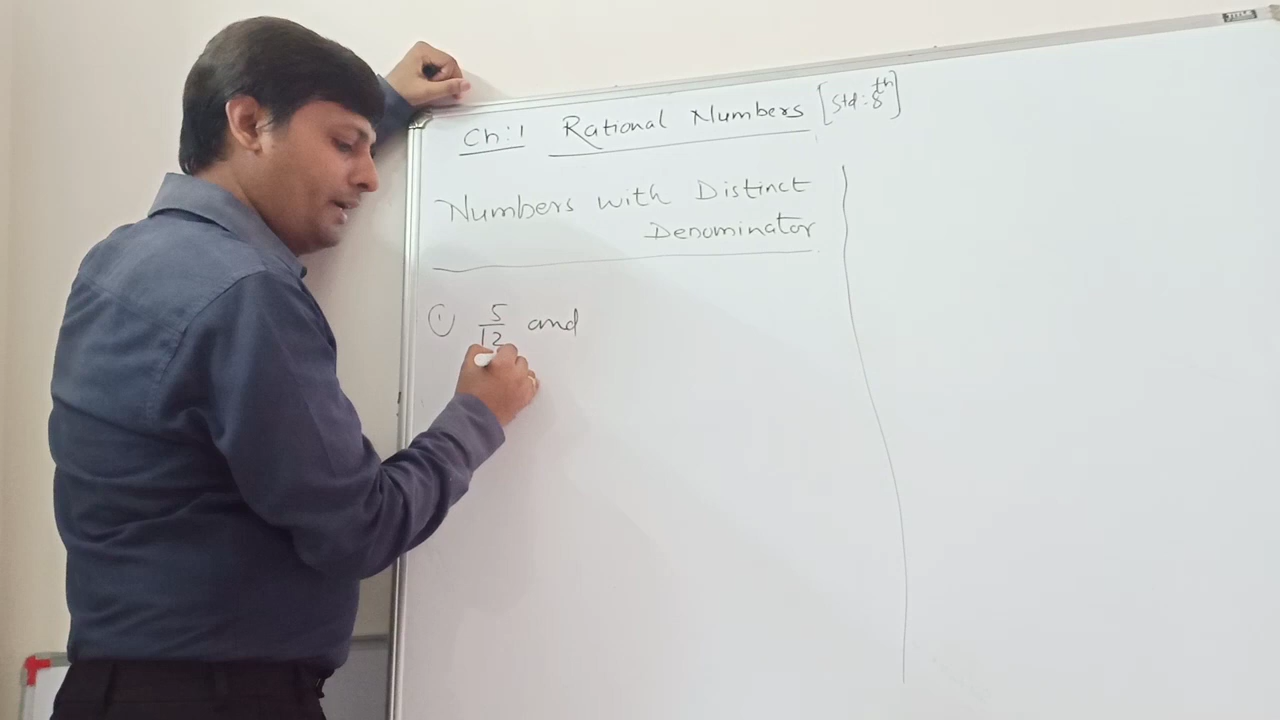 Ch:1 Rational Numbers [Std:8th]
Numbers with Distinct
Denominator
① 5/12 and